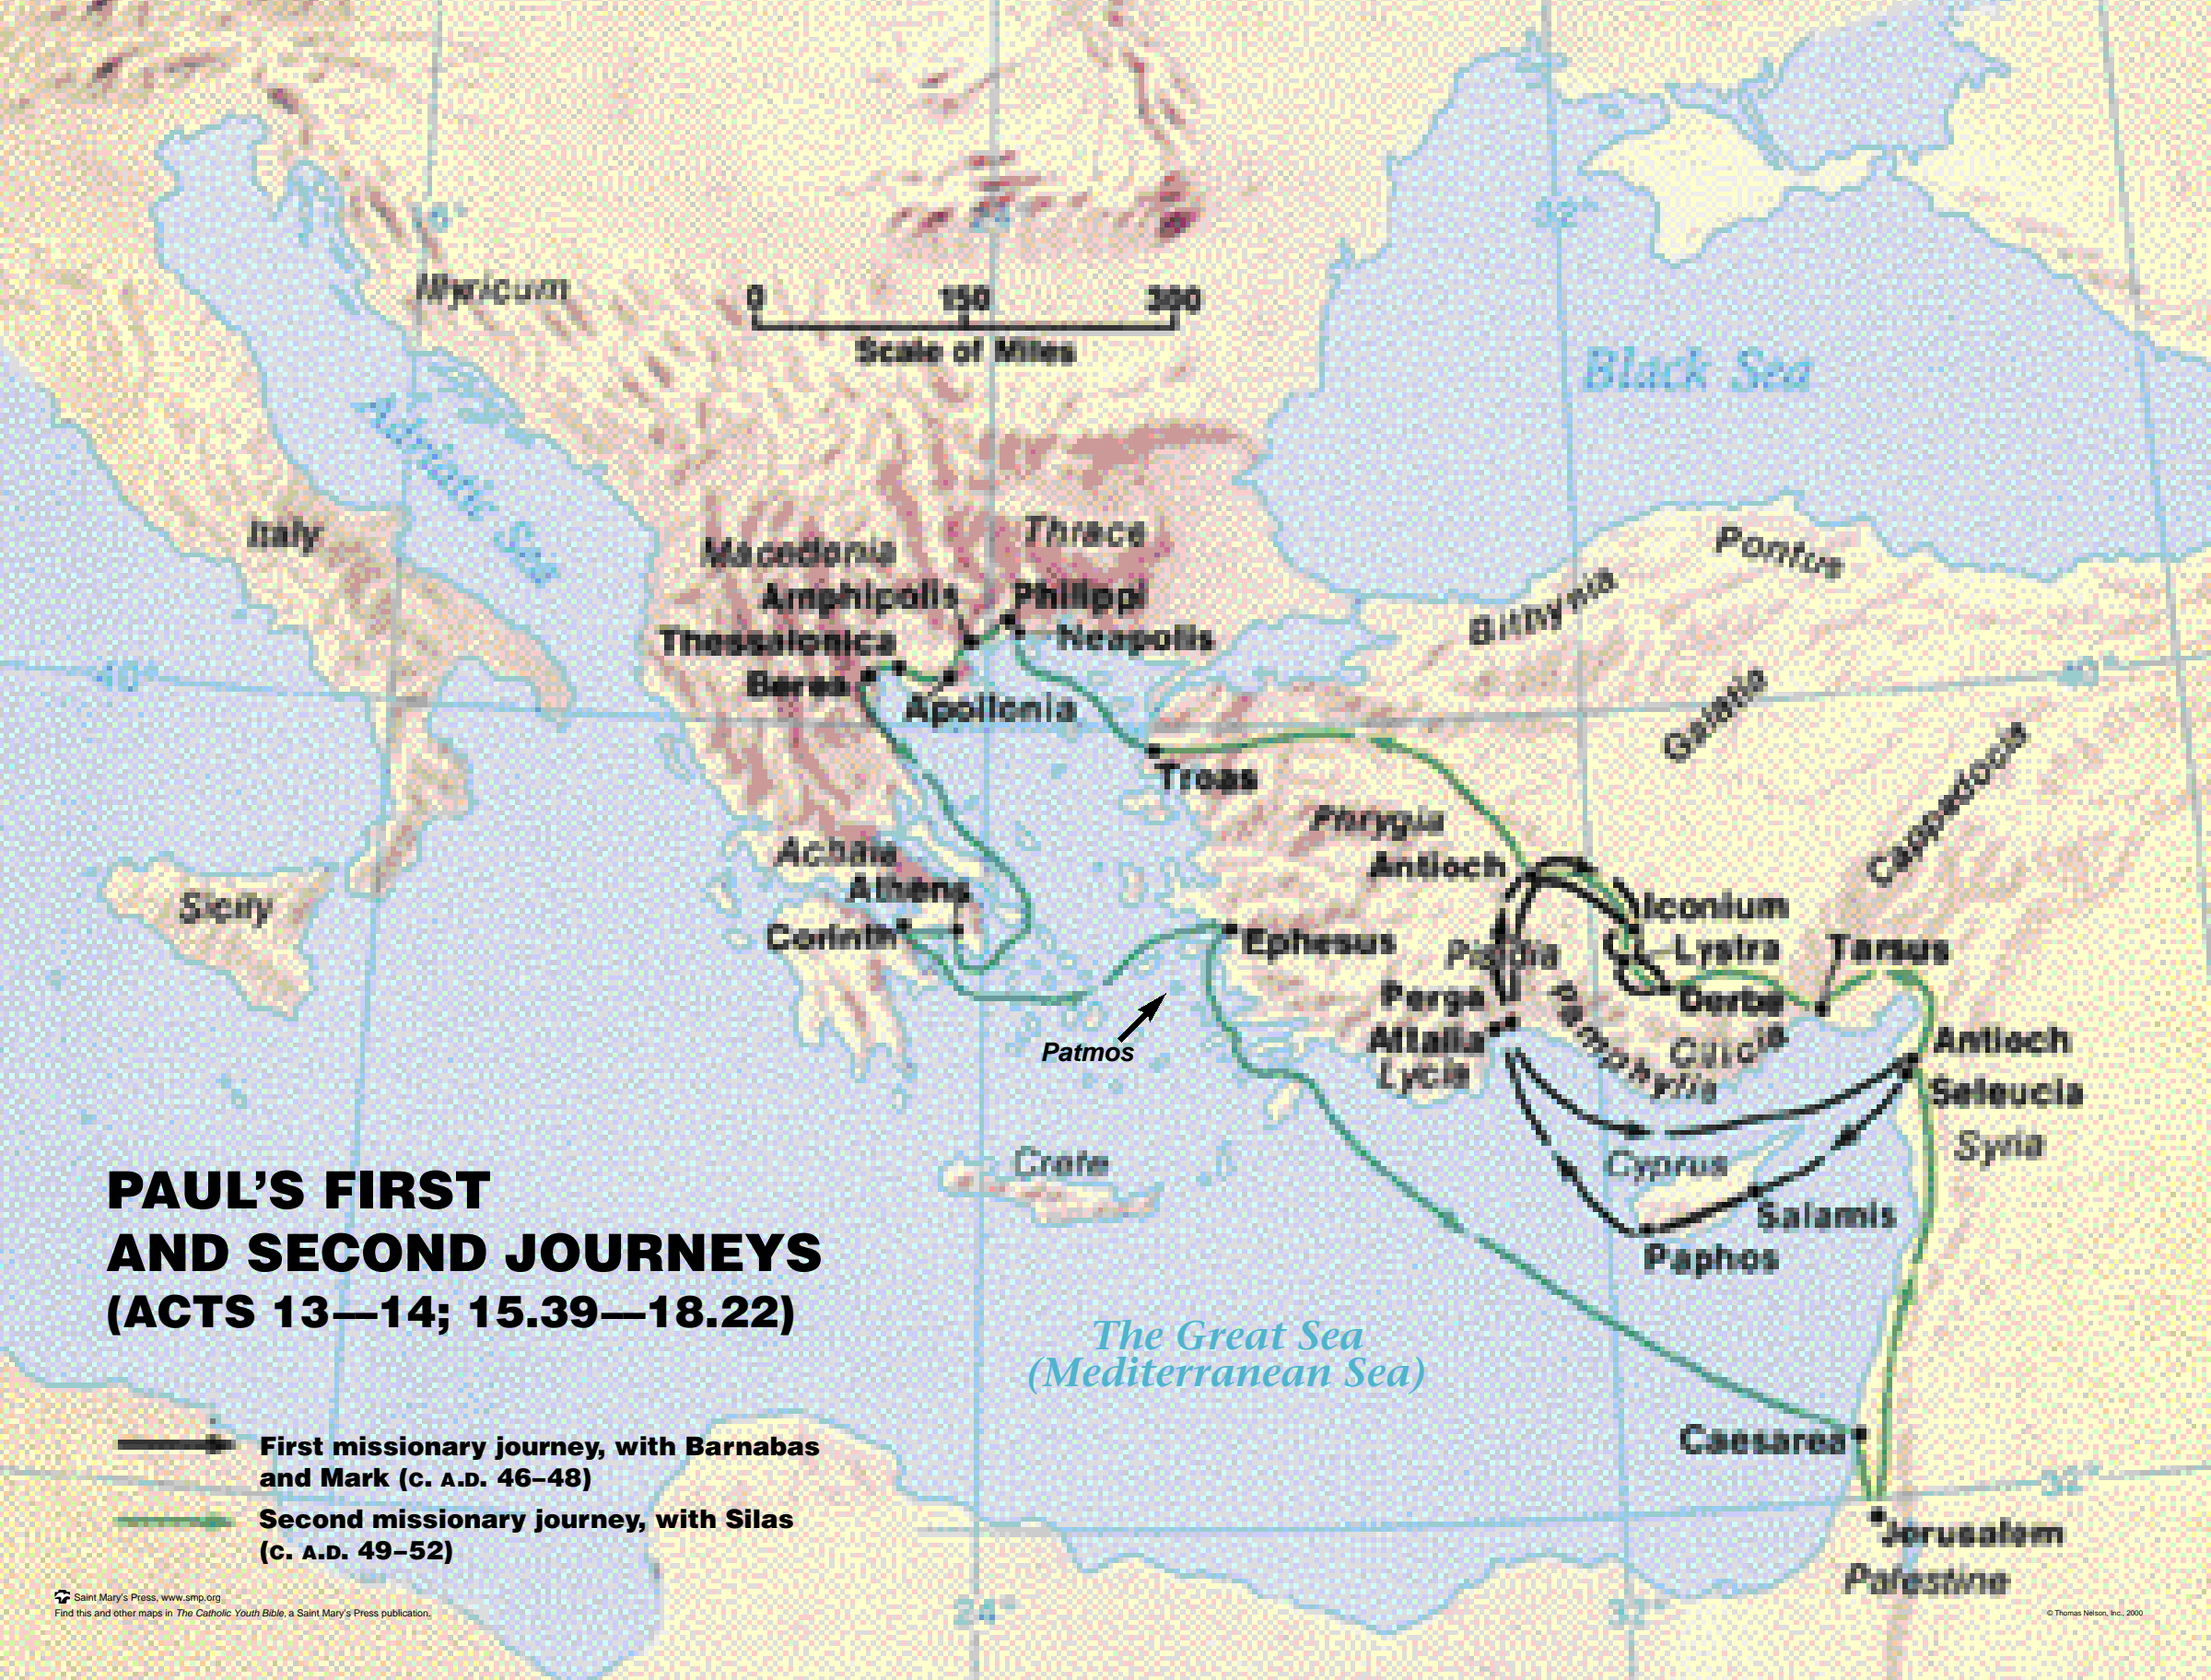 Illyricum
0 150 300
Scale of Miles
Black Sea
Adriatic Sea
Italy
Macedonia
Thrace
Pontus
Amphipolis
Philippi
Bithynia
Thessalonica
Neapolis
40°
40°
Berea
Apollonia
Galatia
Troas
Cappadocia
Phrygia
Achaia
Antioch
Athens
Sicily
Iconium
Corinth
Ephesus
Pisidia
Lystra
Tarsus
Perga
Derbe
Patmos
Attalia
Pamphylia
Cilicia
Antioch
Lycia
Seleucia
Syria
Crete
Cyprus
Salamis
Paphos
PAUL'S FIRST
AND SECOND JOURNEYS
(ACTS 13—14; 15.39—18.22)
The Great Sea
(Mediterranean Sea)
Caesarea
First missionary journey, with Barnabas
and Mark (C. A.D. 46–48)
Second missionary journey, with Silas
(C. A.D. 49–52)
32°
Jerusalem
Palestine
24°
Saint Mary's Press, www.smp.org
Find this and other maps in The Catholic Youth Bible, a Saint Mary's Press publication.
© Thomas Nelson, Inc., 2000